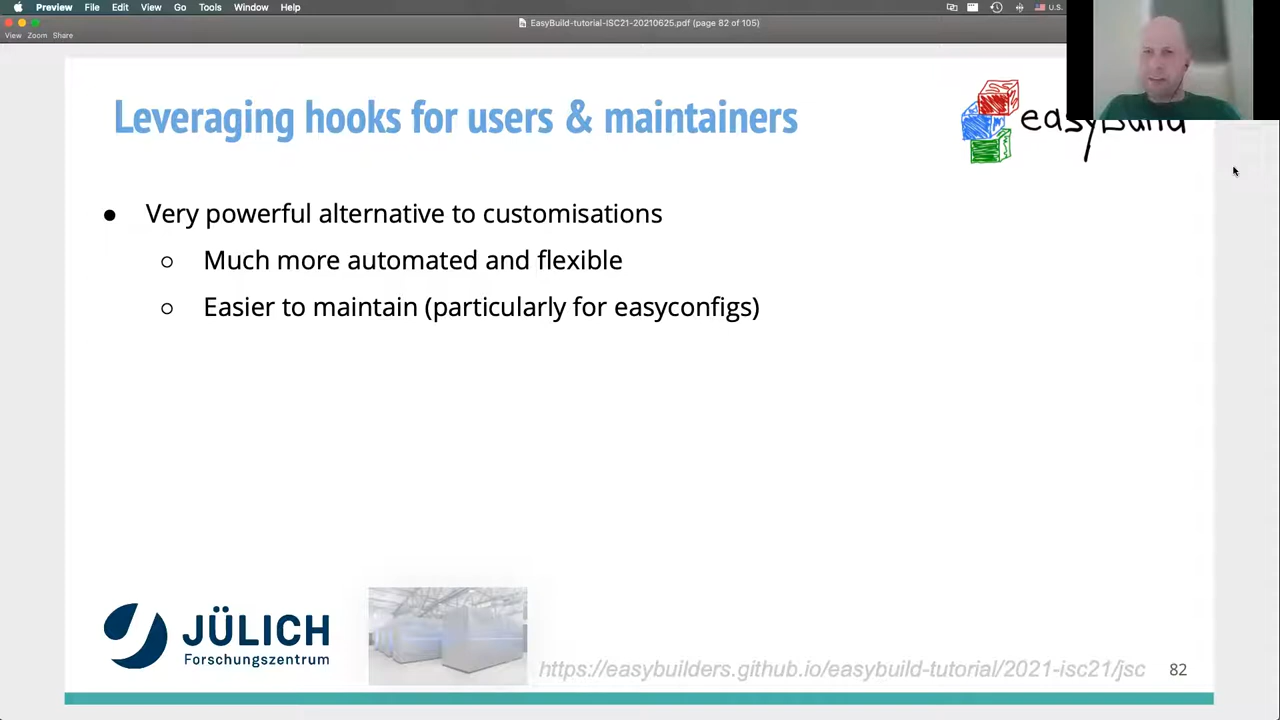 Preview File Edit View Go Tools Window Help
U.S.
EasyBuild-tutorial-ISC21-20210625.pdf (page 82 of 105)
View Zoom Share
Leveraging hooks for users & maintainers
easybuild
● Very powerful alternative to customisations
○ Much more automated and flexible
○ Easier to maintain (particularly for easyconfigs)
JÜLICH
Forschungszentrum
https://easybuilders.github.io/easybuild-tutorial/2021-isc21/jsc
82